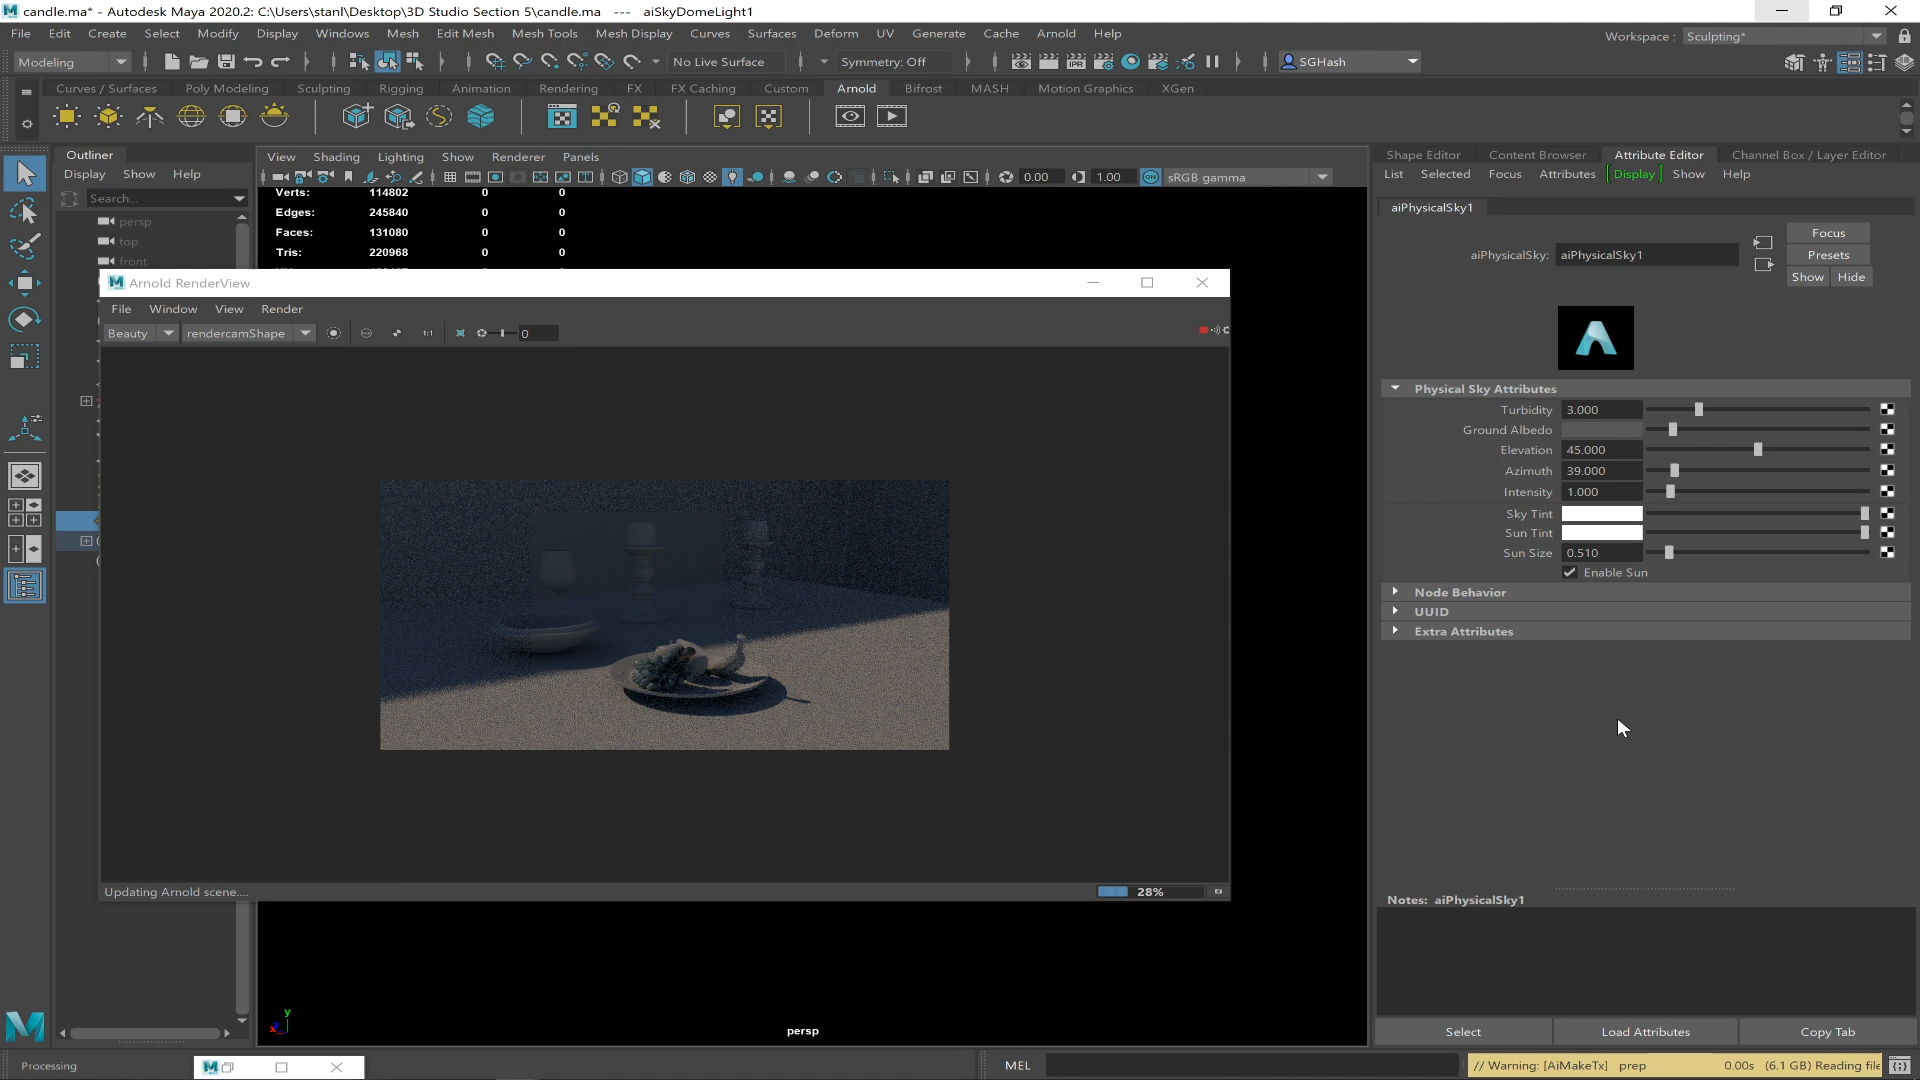 candle.ma* - Autodesk Maya 2020.2: C:\Users\stanl\Desktop\3D Studio Section 5\candle.ma --- aiSkyDomeLight1
File Edit Create Select Modify Display Windows Mesh Edit Mesh Mesh Tools Mesh Display Curves Surfaces Deform UV Generate Cache Arnold Help Workspace : Sculpting*
Modeling No Live Surface Symmetry: Off IPR SGHash
Curves / Surfaces Poly Modeling Sculpting Rigging Animation Rendering FX FX Caching Custom Arnold Bifrost MASH Motion Graphics XGen
Outliner
Display Show Help
Search...
persp
top
front
View Shading Lighting Show Renderer Panels
0.00 1.00 ON sRGB gamma
Verts: 114802 0 0
Edges: 245840 0 0
Faces: 131080 0 0
Tris: 220968 0 0
Arnold RenderView
File Window View Render
Beauty rendercamShape 1:1 0
Updating Arnold scene.... 28%
y
x
persp
Shape Editor Content Browser Attribute Editor Channel Box / Layer Editor
List Selected Focus Attributes Display Show Help
aiPhysicalSky1
aiPhysicalSky: aiPhysicalSky1
Focus
Presets
Show Hide
Physical Sky Attributes
Turbidity 3.000
Ground Albedo
Elevation 45.000
Azimuth 39.000
Intensity 1.000
Sky Tint
Sun Tint
Sun Size 0.510
Enable Sun
Node Behavior
UUID
Extra Attributes
Notes: aiPhysicalSky1
Select Load Attributes Copy Tab
Processing
MEL
// Warning: [AiMakeTx] prep 0.00s (6.1 GB) Reading file